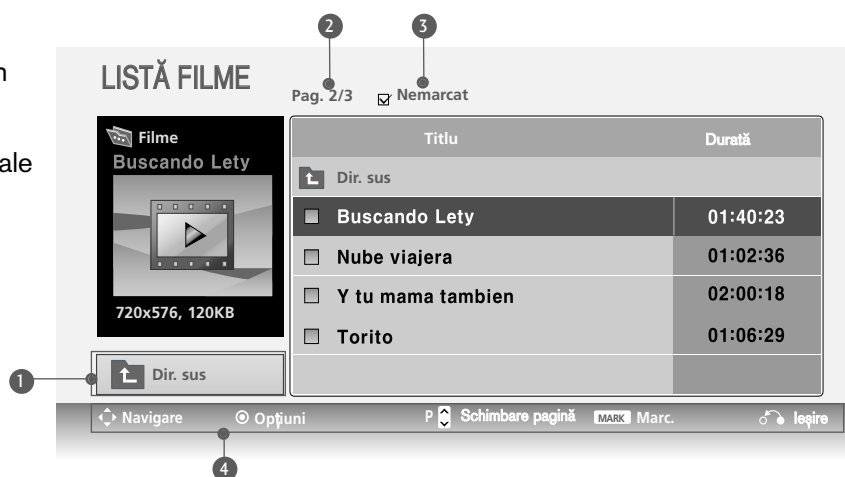 2 3
n
ale
LISTĂ FILME
Pag. 2/3 Nemarcat
Filme
Buscando Lety
720x576, 120KB
Titlu Durată
Dir. sus
Buscando Lety 01:40:23
Nube viajera 01:02:36
Y tu mama tambien 02:00:18
Torito 01:06:29
1 Dir. sus
Navigare Opţiuni P Schimbare pagină MARK Marc. Ieşire
4